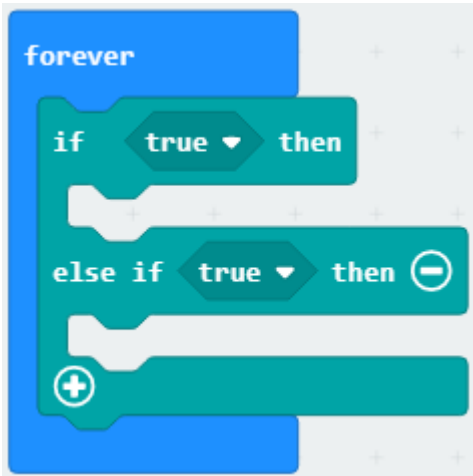 forever
if true then
else if true then